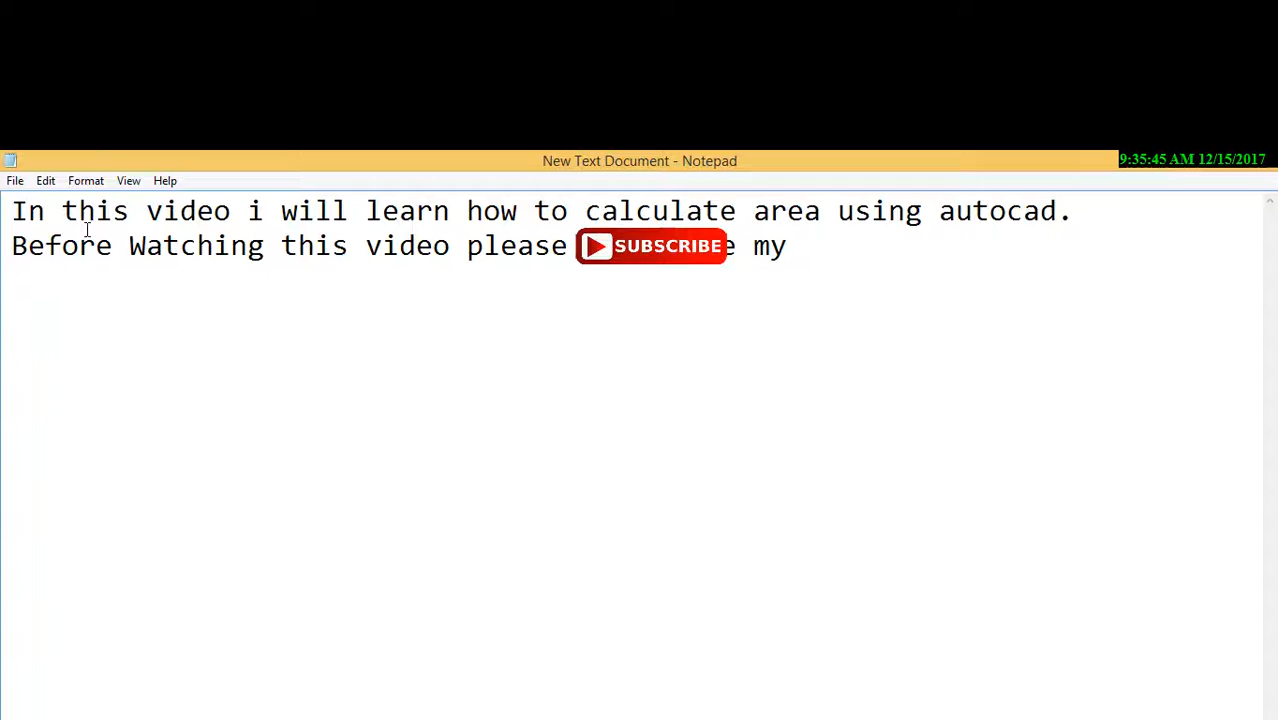 New Text Document - Notepad
9:35:45 AM 12/15/2017
File Edit Format View Help
In this video i will learn how to calculate area using autocad.
Before Watching this video please SUBSCRIBE my